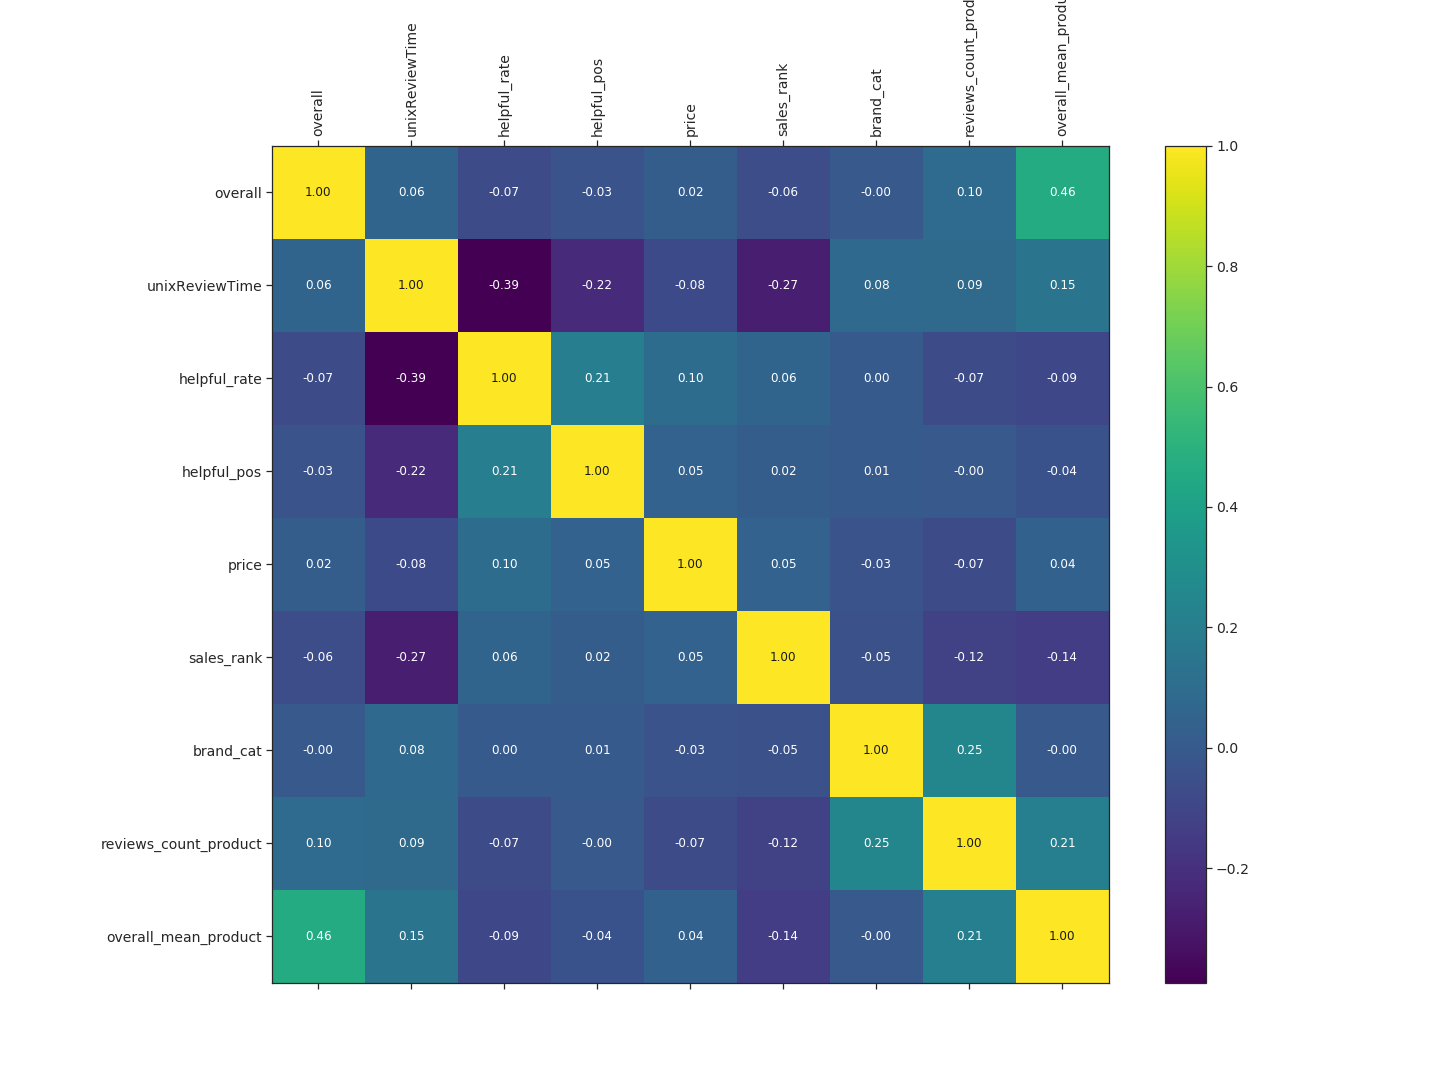 overall unixReviewTime helpful_rate helpful_pos price sales_rank brand_cat reviews_count_prod overall_mean_produ
overall 1.00 0.06 -0.07 -0.03 0.02 -0.06 -0.00 0.10 0.46
unixReviewTime 0.06 1.00 -0.39 -0.22 -0.08 -0.27 0.08 0.09 0.15
helpful_rate -0.07 -0.39 1.00 0.21 0.10 0.06 0.00 -0.07 -0.09
helpful_pos -0.03 -0.22 0.21 1.00 0.05 0.02 0.01 -0.00 -0.04
price 0.02 -0.08 0.10 0.05 1.00 0.05 -0.03 -0.07 0.04
sales_rank -0.06 -0.27 0.06 0.02 0.05 1.00 -0.05 -0.12 -0.14
brand_cat -0.00 0.08 0.00 0.01 -0.03 -0.05 1.00 0.25 -0.00
reviews_count_product 0.10 0.09 -0.07 -0.00 -0.07 -0.12 0.25 1.00 0.21
overall_mean_product 0.46 0.15 -0.09 -0.04 0.04 -0.14 -0.00 0.21 1.00
1.0
0.8
0.6
0.4
0.2
0.0
−0.2